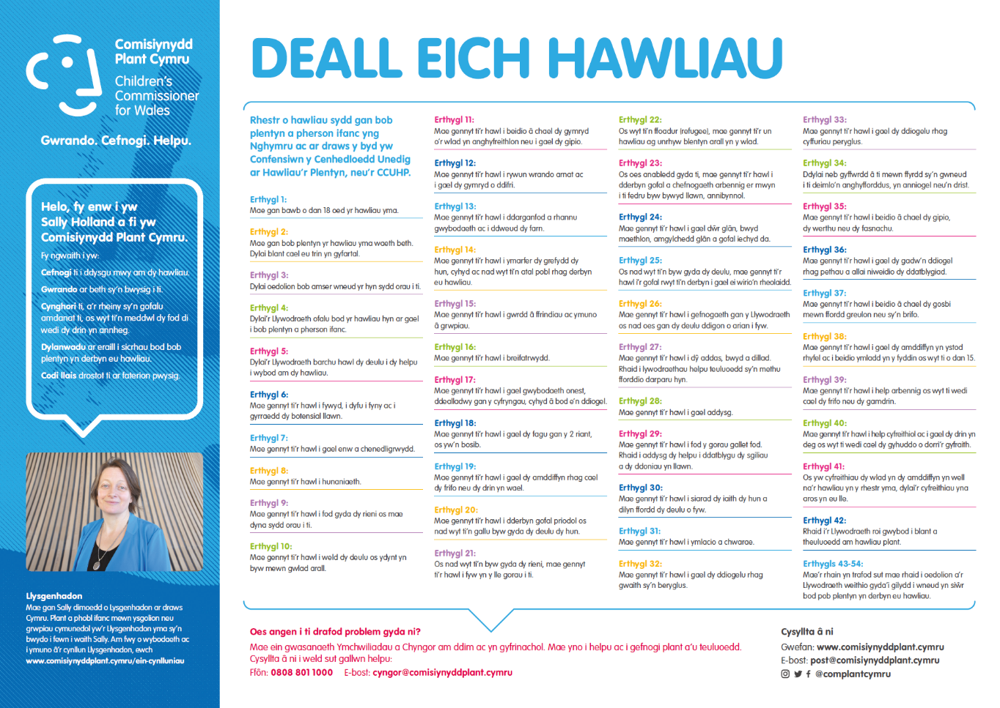 Comisiynydd
Plant Cymru
Children's
Commissioner
for Wales
Gwrando. Cefnogi. Helpu.
Helo, fy enw i yw
Sally Holland a fi yw
Comisiynydd Plant Cymru.
Fy ngwaith i yw:
Cefnogi ti i ddysgu mwy am dy hawliau.
Gwrando ar beth sy'n bwysig i ti.
Cynghori ti, a'r rheiny sy'n gofalu
amdanat ti, os wyt ti'n meddwl dy fod di
wedi dy drin yn annheg.
Dylanwadu ar eraill i sicrhau bod bob
plentyn yn derbyn eu hawliau.
Codi llais drostot ti ar faterion pwysig.
Llysgenhadon
Mae gan Sally dimoedd o Lysgenhadon ar draws
Cymru. Plant a phobl ifanc mewn ysgolion neu
grwpiau cymunedol yw'r Llysgenhadon yma sy'n
bwydo i fewn i waith Sally. Am fwy o wybodaeth ac
i ymuno â'r cynllun Llysgenhadon, ewch
www.comisiynyddplant.cymru/ein-cynlluniau
DEALL EICH HAWLIAU
Rhestr o hawliau sydd gan bob
plentyn a pherson ifanc yng
Nghymru ac ar draws y byd yw
Confensiwn y Cenhedloedd Unedig
ar Hawliau'r Plentyn, neu'r CCUHP.
Erthygl 1:
Mae gan bawb o dan 18 oed yr hawliau yma.
Erthygl 2:
Mae gan bob plentyn yr hawliau yma waeth beth.
Dylai blant cael eu trin yn gyfartal.
Erthygl 3:
Dylai oedolion bob amser wneud yr hyn sydd orau i ti.
Erthygl 4:
Dylai'r Llywodraeth ofalu bod yr hawliau hyn ar gael
i bob plentyn a pherson ifanc.
Erthygl 5:
Dylai'r Llywodraeth barchu hawl dy deulu i dy helpu
i wybod am dy hawliau.
Erthygl 6:
Mae gennyt ti'r hawl i fywyd, i dyfu i fyny ac i
gyrraedd dy botensial llawn.
Erthygl 7:
Mae gennyt ti'r hawl i gael enw a chenedligrwydd.
Erthygl 8:
Mae gennyt ti'r hawl i hunaniaeth.
Erthygl 9:
Mae gennyt ti'r hawl i fod gyda dy rieni os mae
dyna sydd orau i ti.
Erthygl 10:
Mae gennyt ti'r hawl i weld dy deulu os ydynt yn
byw mewn gwlad arall.
Erthygl 11:
Mae gennyt ti'r hawl i beidio â chael dy gymryd
o'r wlad yn anghyfreithlon neu i gael dy gipio.
Erthygl 12:
Mae gennyt ti'r hawl i rywun wrando arnat ac
i gael dy gymryd o ddifri.
Erthygl 13:
Mae gennyt ti'r hawl i ddarganfod a rhannu
gwybodaeth ac i ddweud dy farn.
Erthygl 14:
Mae gennyt ti'r hawl i ymarfer dy grefydd dy
hun, cyhyd ac nad wyt ti'n atal pobl rhag derbyn
eu hawliau.
Erthygl 15:
Mae gennyt ti'r hawl i gwrdd â ffrindiau ac ymuno
â grwpiau.
Erthygl 16:
Mae gennyt ti'r hawl i breifatrwydd.
Erthygl 17:
Mae gennyt ti'r hawl i gael gwybodaeth onest,
ddealladwy gan y cyfryngau, cyhyd â bod e'n ddiogel.
Erthygl 18:
Mae gennyt ti'r hawl i gael dy fagu gan y 2 riant,
os yw'n bosib.
Erthygl 19:
Mae gennyt ti'r hawl i gael dy amddiffyn rhag cael
dy frifo neu dy drin yn wael.
Erthygl 20:
Mae gennyt ti'r hawl i dderbyn gofal priodol os
nad wyt ti'n gallu byw gyda dy deulu dy hun.
Erthygl 21:
Os nad wyt ti'n byw gyda dy rieni, mae gennyt
ti'r hawl i fyw yn y lle gorau i ti.
Erthygl 22:
Os wyt ti'n ffoadur (refugee), mae gennyt ti'r un
hawliau ag unrhyw blentyn arall yn y wlad.
Erthygl 23:
Os oes anabledd gyda ti, mae gennyt ti'r hawl i
dderbyn gofal a chefnogaeth arbennig er mwyn
i ti fedru byw bywyd llawn, annibynnol.
Erthygl 24:
Mae gennyt ti'r hawl i gael dŵr glân, bwyd
maethlon, amgylchedd glân a gofal iechyd da.
Erthygl 25:
Os nad wyt ti'n byw gyda dy deulu, mae gennyt ti'r
hawl i'r gofal rwyt ti'n derbyn i gael ei wirio'n rheolaidd.
Erthygl 26:
Mae gennyt ti'r hawl i gefnogaeth gan y Llywodraeth
os nad oes gan dy deulu ddigon o arian i fyw.
Erthygl 27:
Mae gennyt ti'r hawl i dŷ addas, bwyd a dillad.
Rhaid i lywodraethau helpu teuluoedd sy'n methu
fforddio darparu hyn.
Erthygl 28:
Mae gennyt ti'r hawl i gael addysg.
Erthygl 29:
Mae gennyt ti'r hawl i fod y gorau gallet fod.
Rhaid i addysg dy helpu i ddatblygu dy sgiliau
a dy ddoniau yn llawn.
Erthygl 30:
Mae gennyt ti'r hawl i siarad dy iaith dy hun a
dilyn ffordd dy deulu o fyw.
Erthygl 31:
Mae gennyt ti'r hawl i ymlacio a chwarae.
Erthygl 32:
Mae gennyt ti'r hawl i gael dy ddiogelu rhag
gwaith sy'n beryglus.
Erthygl 33:
Mae gennyt ti'r hawl i gael dy ddiogelu rhag
cyffuriau peryglus.
Erthygl 34:
Ddylai neb gyffwrdd â ti mewn ffyrdd sy'n gwneud
i ti deimlo'n anghyfforddus, yn anniogel neu'n drist.
Erthygl 35:
Mae gennyt ti'r hawl i beidio â chael dy gipio,
dy werthu neu dy fasnachu.
Erthygl 36:
Mae gennyt ti'r hawl i gael dy gadw'n ddiogel
rhag pethau a allai niweidio dy ddatblygiad.
Erthygl 37:
Mae gennyt ti'r hawl i beidio â chael dy gosbi
mewn ffordd greulon neu sy'n brifo.
Erthygl 38:
Mae gennyt ti'r hawl i gael dy amddiffyn yn ystod
rhyfel ac i beidio ymladd yn y fyddin os wyt ti o dan 15.
Erthygl 39:
Mae gennyt ti'r hawl i help arbennig os wyt ti wedi
cael dy frifo neu dy gamdrin.
Erthygl 40:
Mae gennyt ti'r hawl i help cyfreithiol ac i gael dy drin yn
deg os wyt ti wedi cael dy gyhuddo o dorri'r gyfraith.
Erthygl 41:
Os yw cyfreithiau dy wlad yn dy amddiffyn yn well
na'r hawliau yn y rhestr yma, dylai'r cyfreithiau yna
aros yn eu lle.
Erthygl 42:
Rhaid i'r Llywodraeth roi gwybod i blant a
theuluoedd am hawliau plant.
Erthygls 43-54:
Mae'r rhain yn trafod sut mae rhaid i oedolion a'r
Llywodraeth weithio gyda'i gilydd i wneud yn siŵr
bod pob plentyn yn derbyn eu hawliau.
Oes angen i ti drafod problem gyda ni?
Mae ein gwasanaeth Ymchwiliadau a Chyngor am ddim ac yn gyfrinachol. Mae yno i helpu ac i gefnogi plant a'u teuluoedd.
Cysyllta â ni i weld sut gallwn helpu:
Ffôn: 0808 801 1000 E-bost: cyngor@comisiynyddplant.cymru
Cysyllta â ni
Gwefan: www.comisiynyddplant.cymru
E-bost: post@comisiynyddplant.cymru
@complantcymru